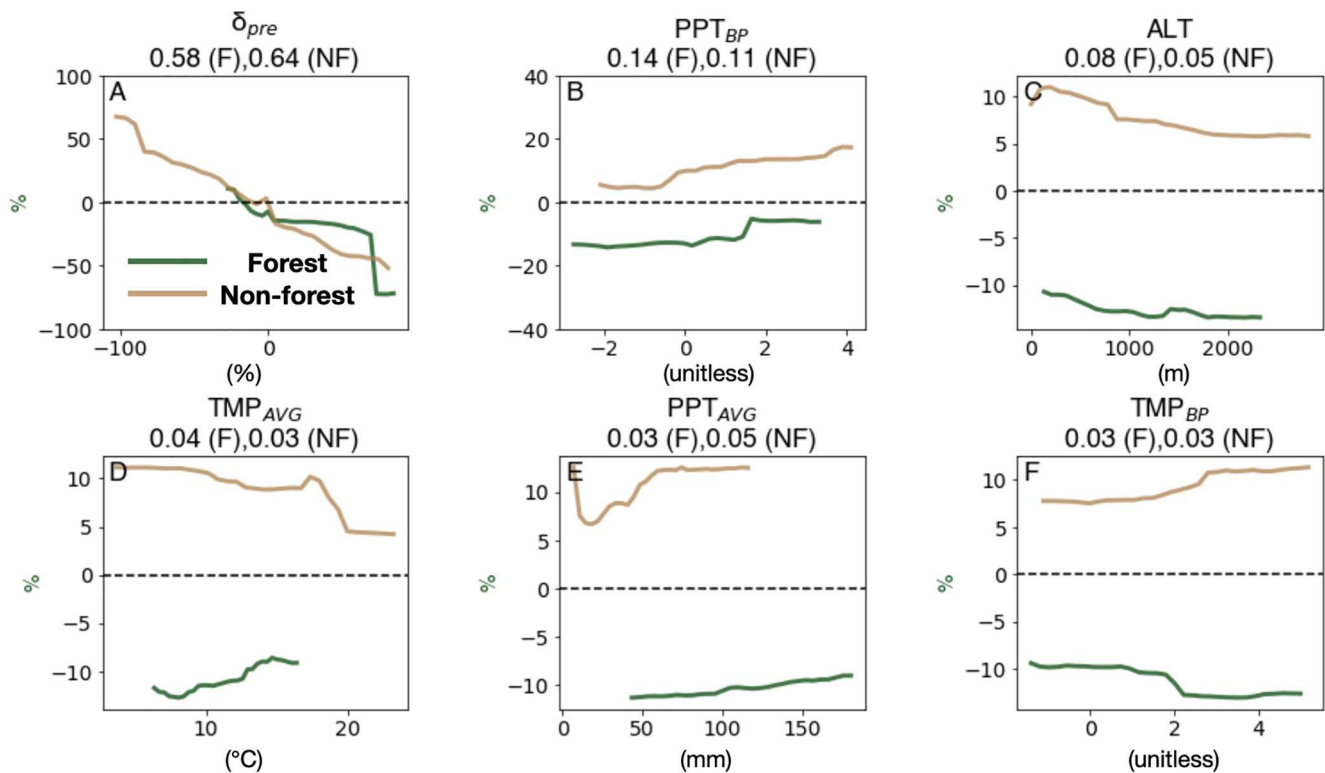 δpre
0.58 (F),0.64 (NF)
A
100
50
0
−50
−100
%
Forest
Non-forest
−100 0
(%)
PPTBP
0.14 (F),0.11 (NF)
B
40
20
0
−20
−40
%
−2 0 2 4
(unitless)
ALT
0.08 (F),0.05 (NF)
C
10
5
0
−5
−10
%
0 1000 2000
(m)
TMPAVG
0.04 (F),0.03 (NF)
D
10
5
0
−5
−10
%
10 20
(°C)
PPTAVG
0.03 (F),0.05 (NF)
E
10
5
0
−5
−10
%
0 50 100 150
(mm)
TMPBP
0.03 (F),0.03 (NF)
F
10
5
0
−5
−10
%
0 2 4
(unitless)